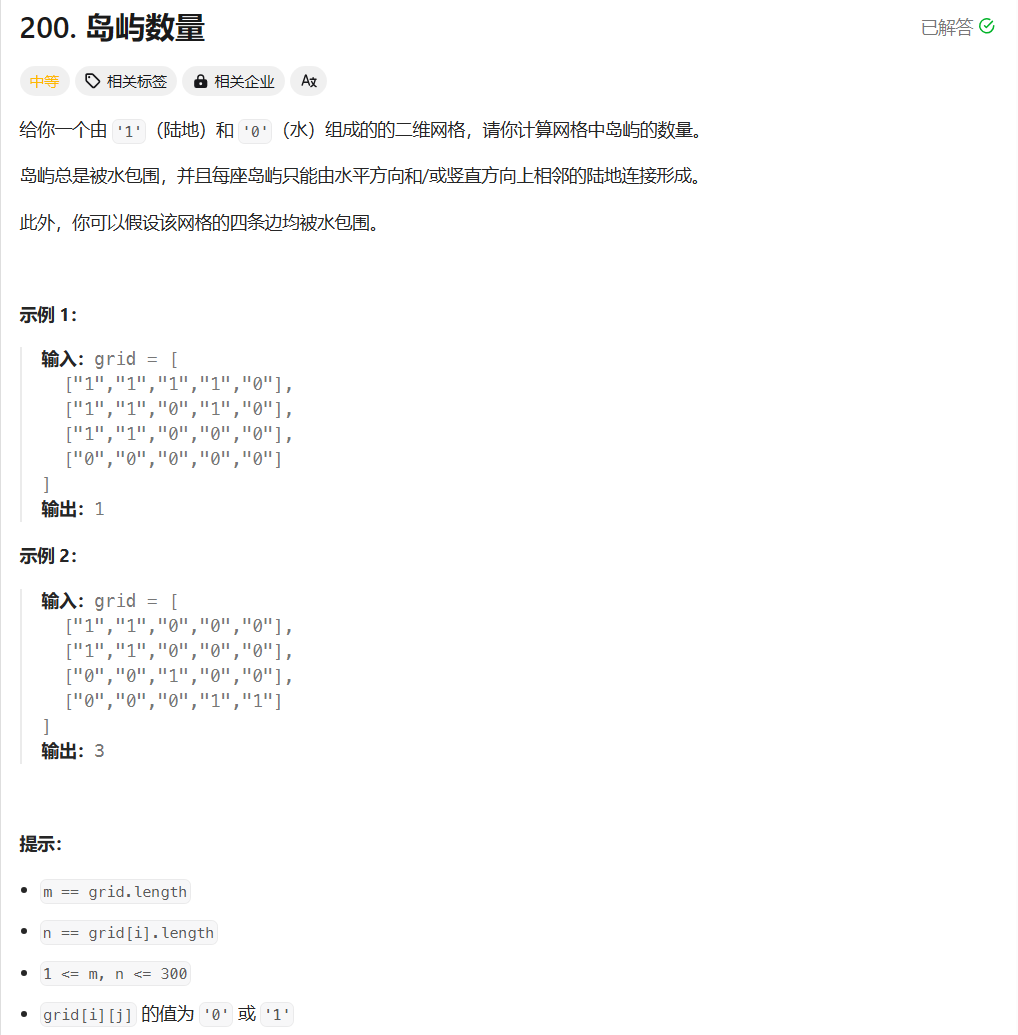 200. 岛屿数量
已解答
中等 相关标签 相关企业 A文
给你一个由 '1'（陆地）和 '0'（水）组成的的二维网格，请你计算网格中岛屿的数量。
岛屿总是被水包围，并且每座岛屿只能由水平方向和/或竖直方向上相邻的陆地连接形成。
此外，你可以假设该网格的四条边均被水包围。
示例 1：
输入：grid = [
["1","1","1","1","0"],
["1","1","0","1","0"],
["1","1","0","0","0"],
["0","0","0","0","0"]
]
输出：1
示例 2：
输入：grid = [
["1","1","0","0","0"],
["1","1","0","0","0"],
["0","0","1","0","0"],
["0","0","0","1","1"]
]
输出：3
提示：
m == grid.length
n == grid[i].length
1 <= m, n <= 300
grid[i][j] 的值为 '0' 或 '1'